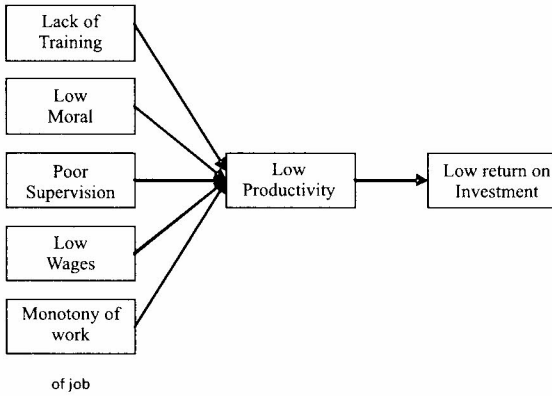 Lack of
Training
Low
Moral
Poor
Supervision
Low
Wages
Monotony of
work
Low
Productivity
Low return on
Investment
of job